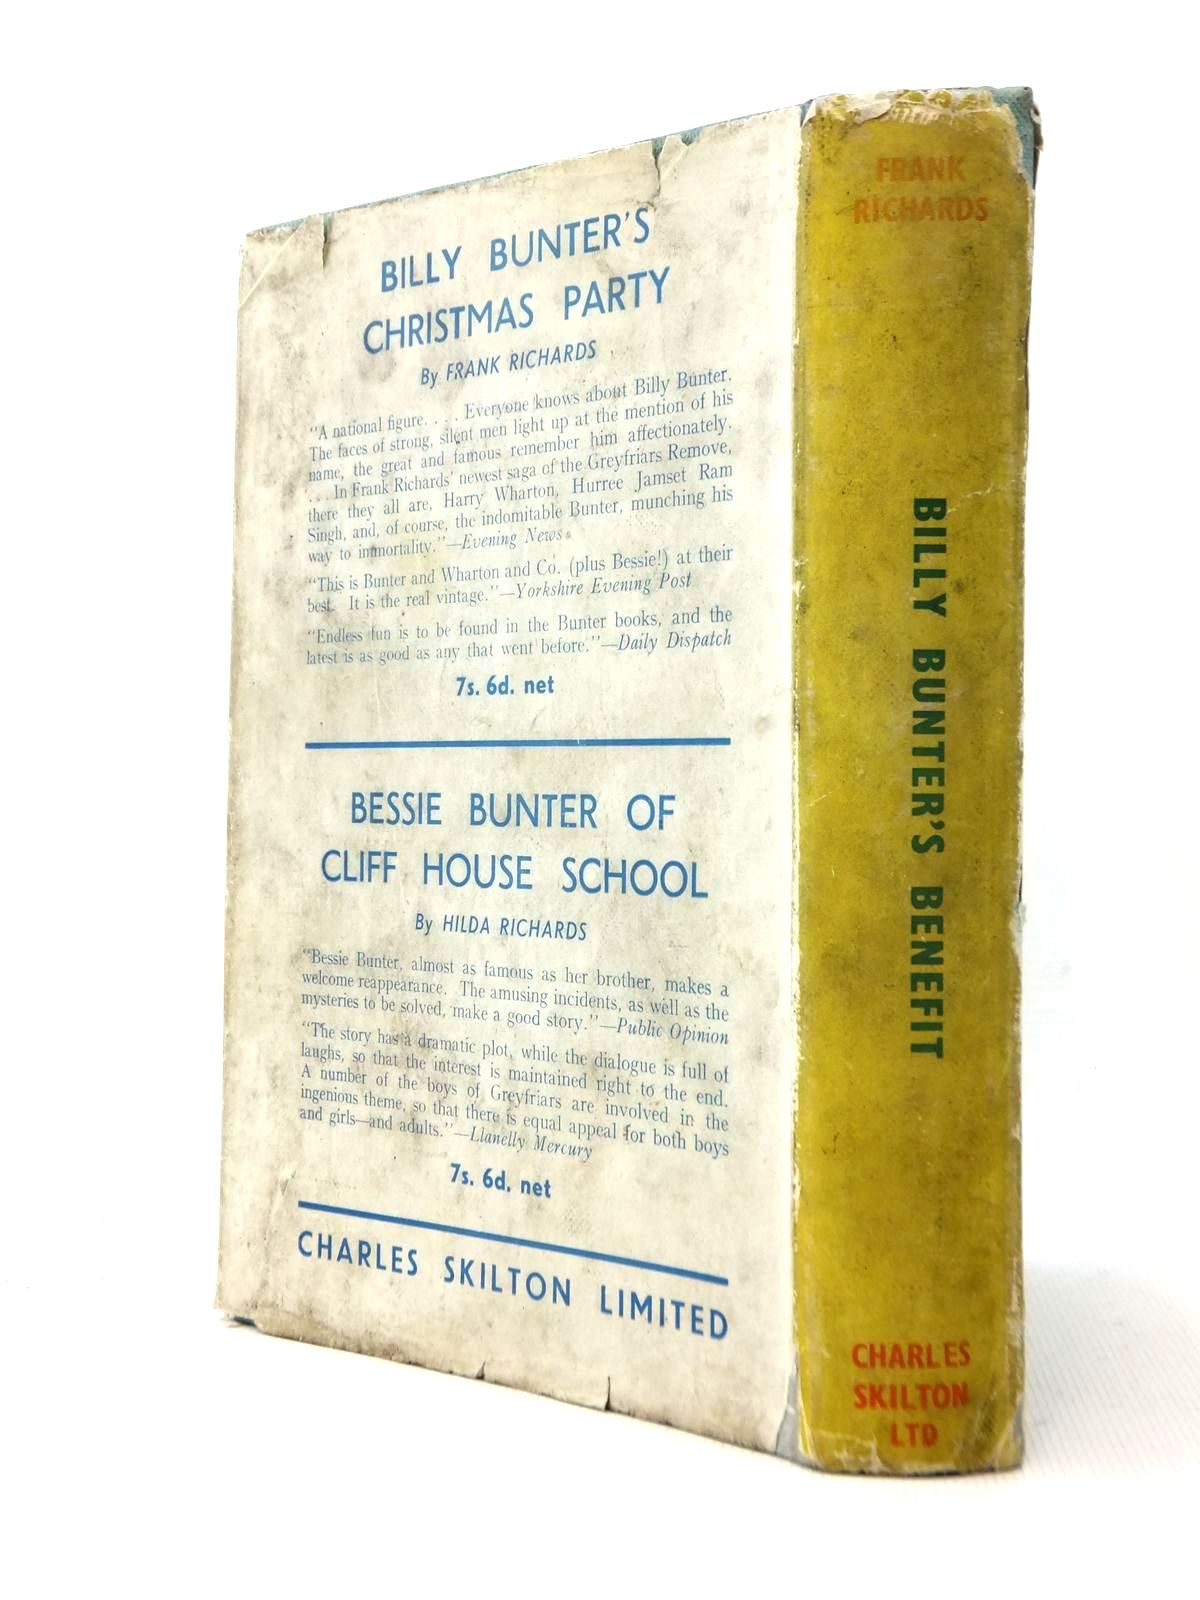 BILLY BUNTER'S
CHRISTMAS PARTY
By FRANK RICHARDS
"A national figure. . . . Everyone knows about Billy Bunter.
The faces of strong, silent men light up at the mention of his
name, the great and famous remember him affectionately.
. . . In Frank Richards' newest saga of the Greyfriars Remove,
there they all are, Harry Wharton, Hurree Jamset Ram
Singh, and, of course, the indomitable Bunter, munching his
way to immortality."—Evening News.
"This is Bunter and Wharton and Co. (plus Bessie!) at their
best. It is the real vintage."—Yorkshire Evening Post
"Endless fun is to be found in the Bunter books, and the
latest is as good as any that went before."—Daily Dispatch
7s. 6d. net
BESSIE BUNTER OF
CLIFF HOUSE SCHOOL
By HILDA RICHARDS
"Bessie Bunter, almost as famous as her brother, makes a
welcome reappearance. The amusing incidents, as well as the
mysteries to be solved, make a good story."—Public Opinion
"The story has a dramatic plot, while the dialogue is full of
laughs, so that the interest is maintained right to the end.
A number of the boys of Greyfriars are involved in the
ingenious theme, so that there is equal appeal for both boys
and girls—and adults."—Llanelly Mercury
7s. 6d. net
CHARLES SKILTON LIMITED
FRANK
RICHARDS
BILLY BUNTER'S BENEFIT
CHARLES
SKILTON
LTD